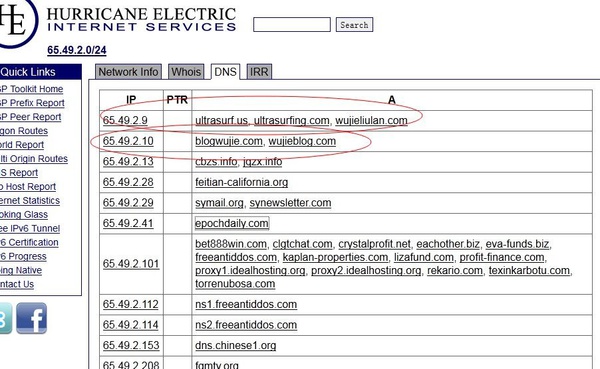 HE HURRICANE ELECTRIC
INTERNET SERVICES
Search
65.49.2.0/24
Quick Links
Network Info Whois DNS IRR
GP Toolkit Home
GP Prefix Report
GP Peer Report
ogon Routes
orld Report
lti Origin Routes
S Report
o Host Report
ternet Statistics
oking Glass
ee IPv6 Tunnel
v6 Certification
v6 Progress
oing Native
ontact Us
IP PTR A
65.49.2.9 ultrasurf.us, ultrasurfing.com, wujieliulan.com
65.49.2.10 blogwujie.com, wujieblog.com
65.49.2.13 cbzs.info, jqzx.info
65.49.2.28 feitian-california.org
65.49.2.29 symail.org, synewsletter.com
65.49.2.41 epochdaily.com
65.49.2.101 bet888win.com, clgtchat.com, crystalprofit.net, eachother.biz, eva-funds.biz,
freeantiddos.com, kaplan-properties.com, lizafund.com, profit-finance.com,
proxy1.idealhosting.org, proxy2.idealhosting.org, rekario.com, texinkarbotu.com,
torrenubosa.com
65.49.2.112 ns1.freeantiddos.com
65.49.2.114 ns2.freeantiddos.com
65.49.2.153 dns.chinese1.org
65.49.2.208 fgmtv.org